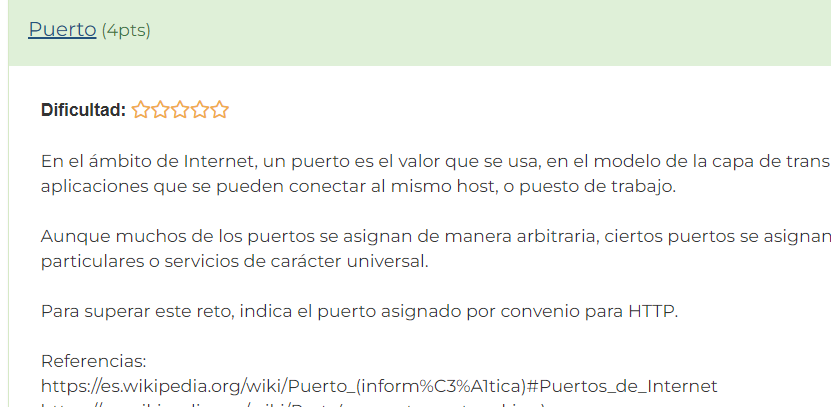 Puerto (4pts)
Dificultad:
En el ámbito de Internet, un puerto es el valor que se usa, en el modelo de la capa de trans
aplicaciones que se pueden conectar al mismo host, o puesto de trabajo.
Aunque muchos de los puertos se asignan de manera arbitraria, ciertos puertos se asignan
particulares o servicios de carácter universal.
Para superar este reto, indica el puerto asignado por convenio para HTTP.
Referencias:
https://es.wikipedia.org/wiki/Puerto_(inform%C3%A1tica)#Puertos_de_Internet